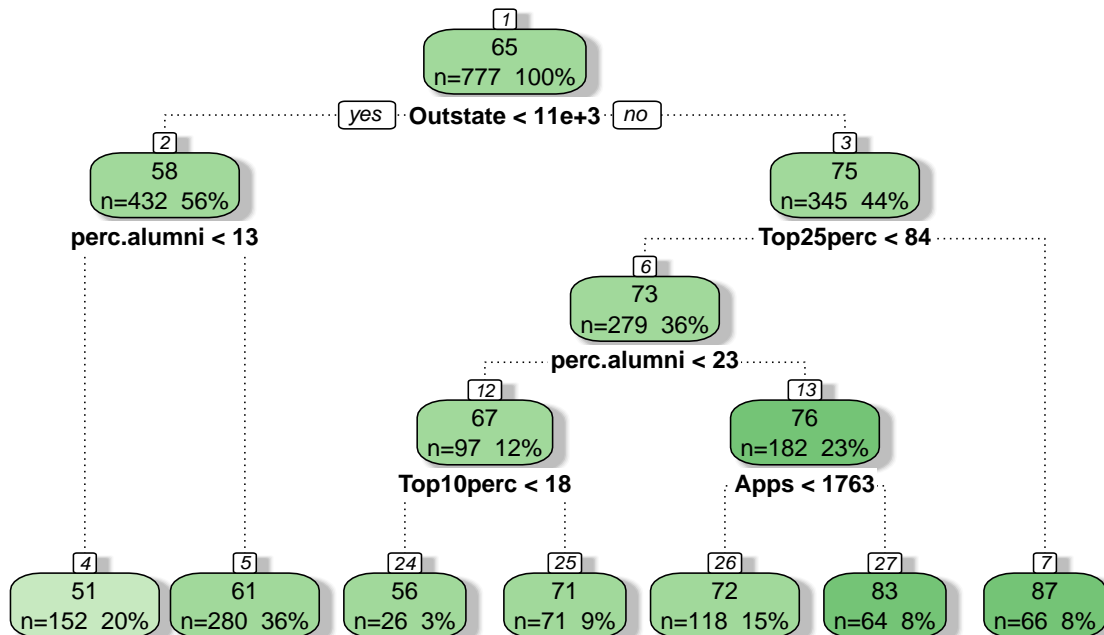 1
65
n=777 100%
yes Outstate < 11e+3 no
2
58
n=432 56%
perc.alumni < 13
3
75
n=345 44%
Top25perc < 84
6
73
n=279 36%
perc.alumni < 23
12
67
n=97 12%
Top10perc < 18
13
76
n=182 23%
Apps < 1763
4
51
n=152 20%
5
61
n=280 36%
24
56
n=26 3%
25
71
n=71 9%
26
72
n=118 15%
27
83
n=64 8%
7
87
n=66 8%